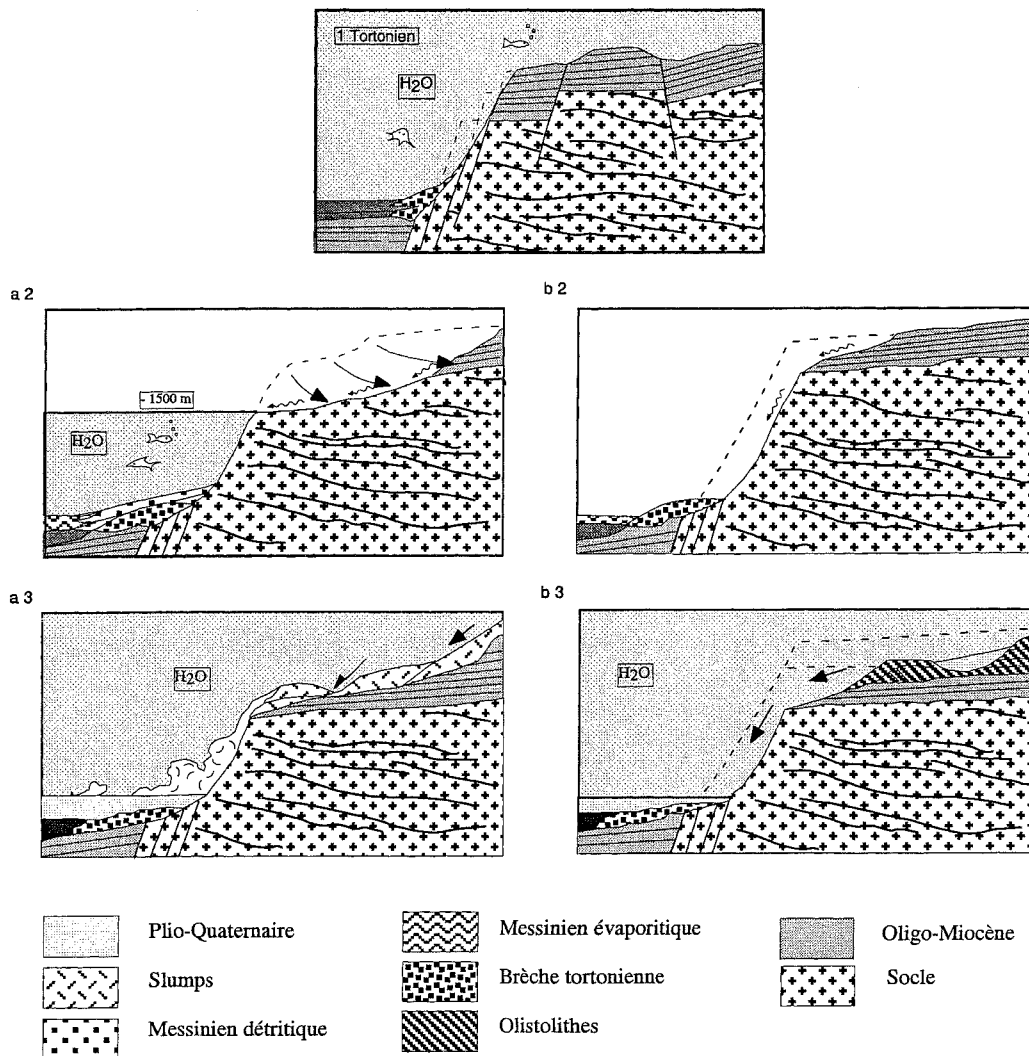 1 Tortonien
H2O
a 2
b 2
- 1500 m
H2O
a 3
b 3
H2O
H2O
Plio-Quaternaire
Messinien évaporitique
Oligo-Miocène
Slumps
Brèche tortonienne
Socle
Messinien détritique
Olistolithes